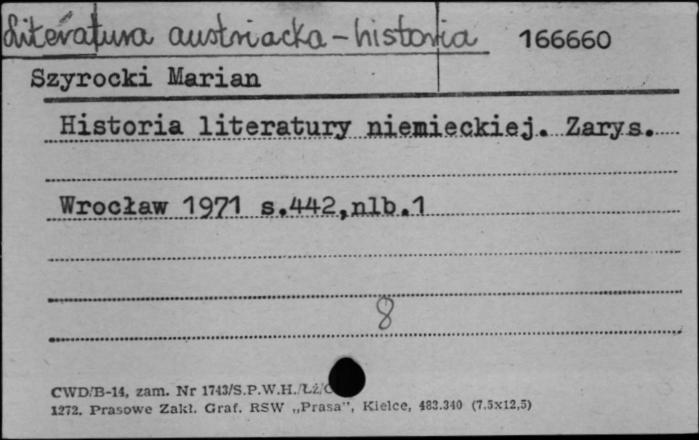 Literatura austriacka - historia 166660
Szyrocki Marian
Historia literatury niemieckiej. Zarys.
Wrocław 1971 s.442,nlb.1
8
CWD/B-14, zam. Nr 1743/S.P.W.H./Łż/
1272. Prasowe Zakł. Graf. RSW „Prasa", Kielce, 483.340 (7.5x12,5)